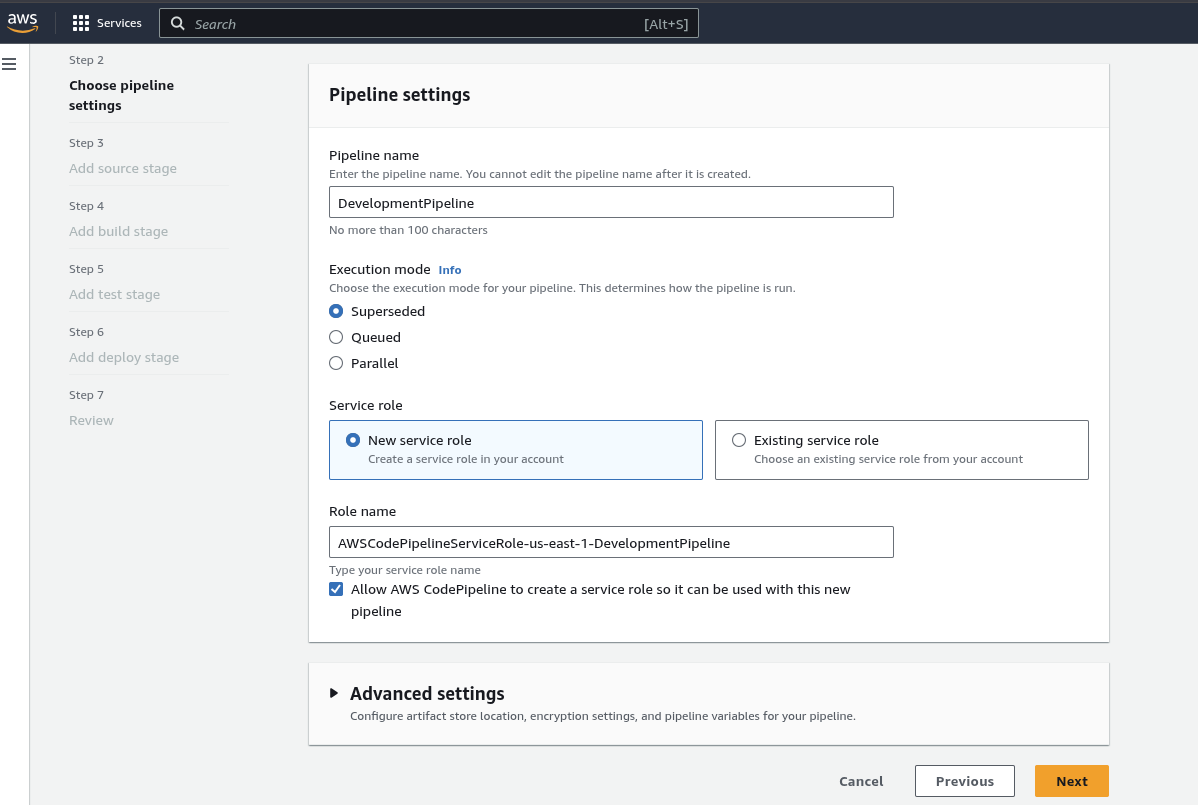 aws
Services
Search
[Alt+S]
Step 2
Choose pipeline
settings
Step 3
Add source stage
Step 4
Add build stage
Step 5
Add test stage
Step 6
Add deploy stage
Step 7
Review
Pipeline settings
Pipeline name
Enter the pipeline name. You cannot edit the pipeline name after it is created.
DevelopmentPipeline
No more than 100 characters
Execution mode Info
Choose the execution mode for your pipeline. This determines how the pipeline is run.
Superseded
Queued
Parallel
Service role
New service role
Create a service role in your account
Existing service role
Choose an existing service role from your account
Role name
AWSCodePipelineServiceRole-us-east-1-DevelopmentPipeline
Type your service role name
Allow AWS CodePipeline to create a service role so it can be used with this new
pipeline
Advanced settings
Configure artifact store location, encryption settings, and pipeline variables for your pipeline.
Cancel
Previous
Next